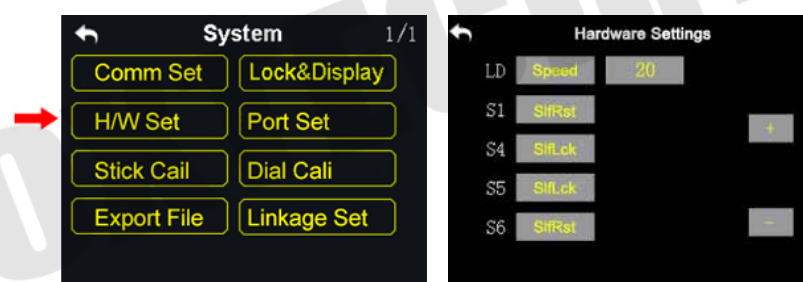 System 1/1
Comm Set Lock&Display
H/W Set Port Set
Stick Cail Dial Cali
Export File Linkage Set
Hardware Settings
LD Speed 20
S1 SlfRst
+
S4 SlfLck
S5 SlfLck
S6 SlfRst -